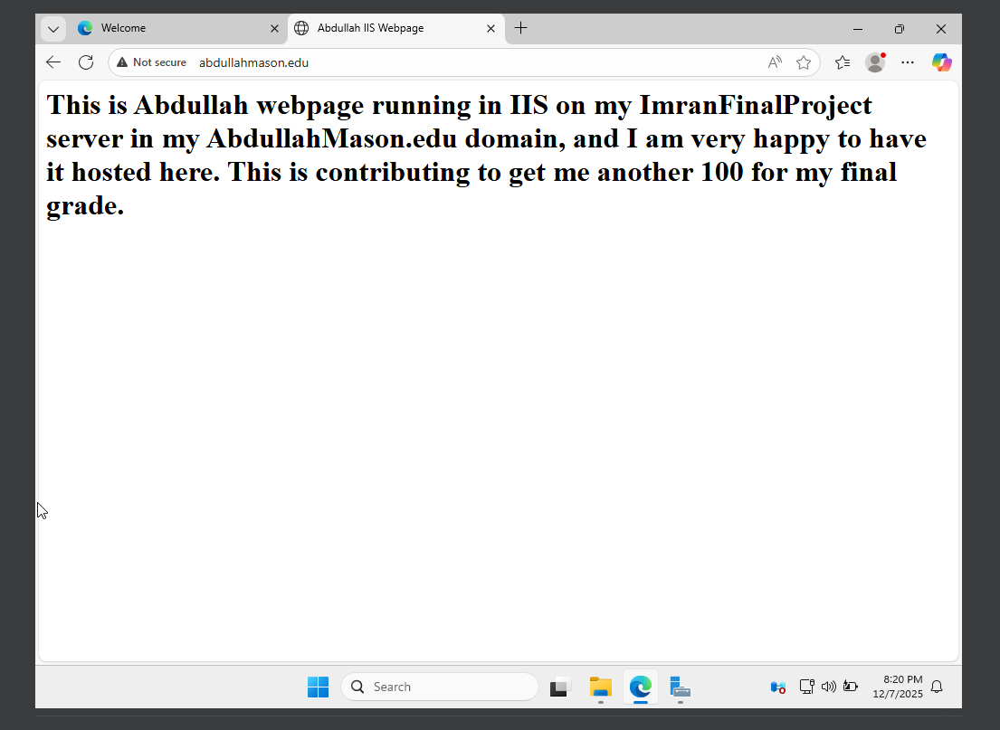 Welcome
Abdullah IIS Webpage
Not secure
abdullahmason.edu
This is Abdullah webpage running in IIS on my ImranFinalProject
server in my AbdullahMason.edu domain, and I am very happy to have
it hosted here. This is contributing to get me another 100 for my final
grade.
Search
8:20 PM
12/7/2025